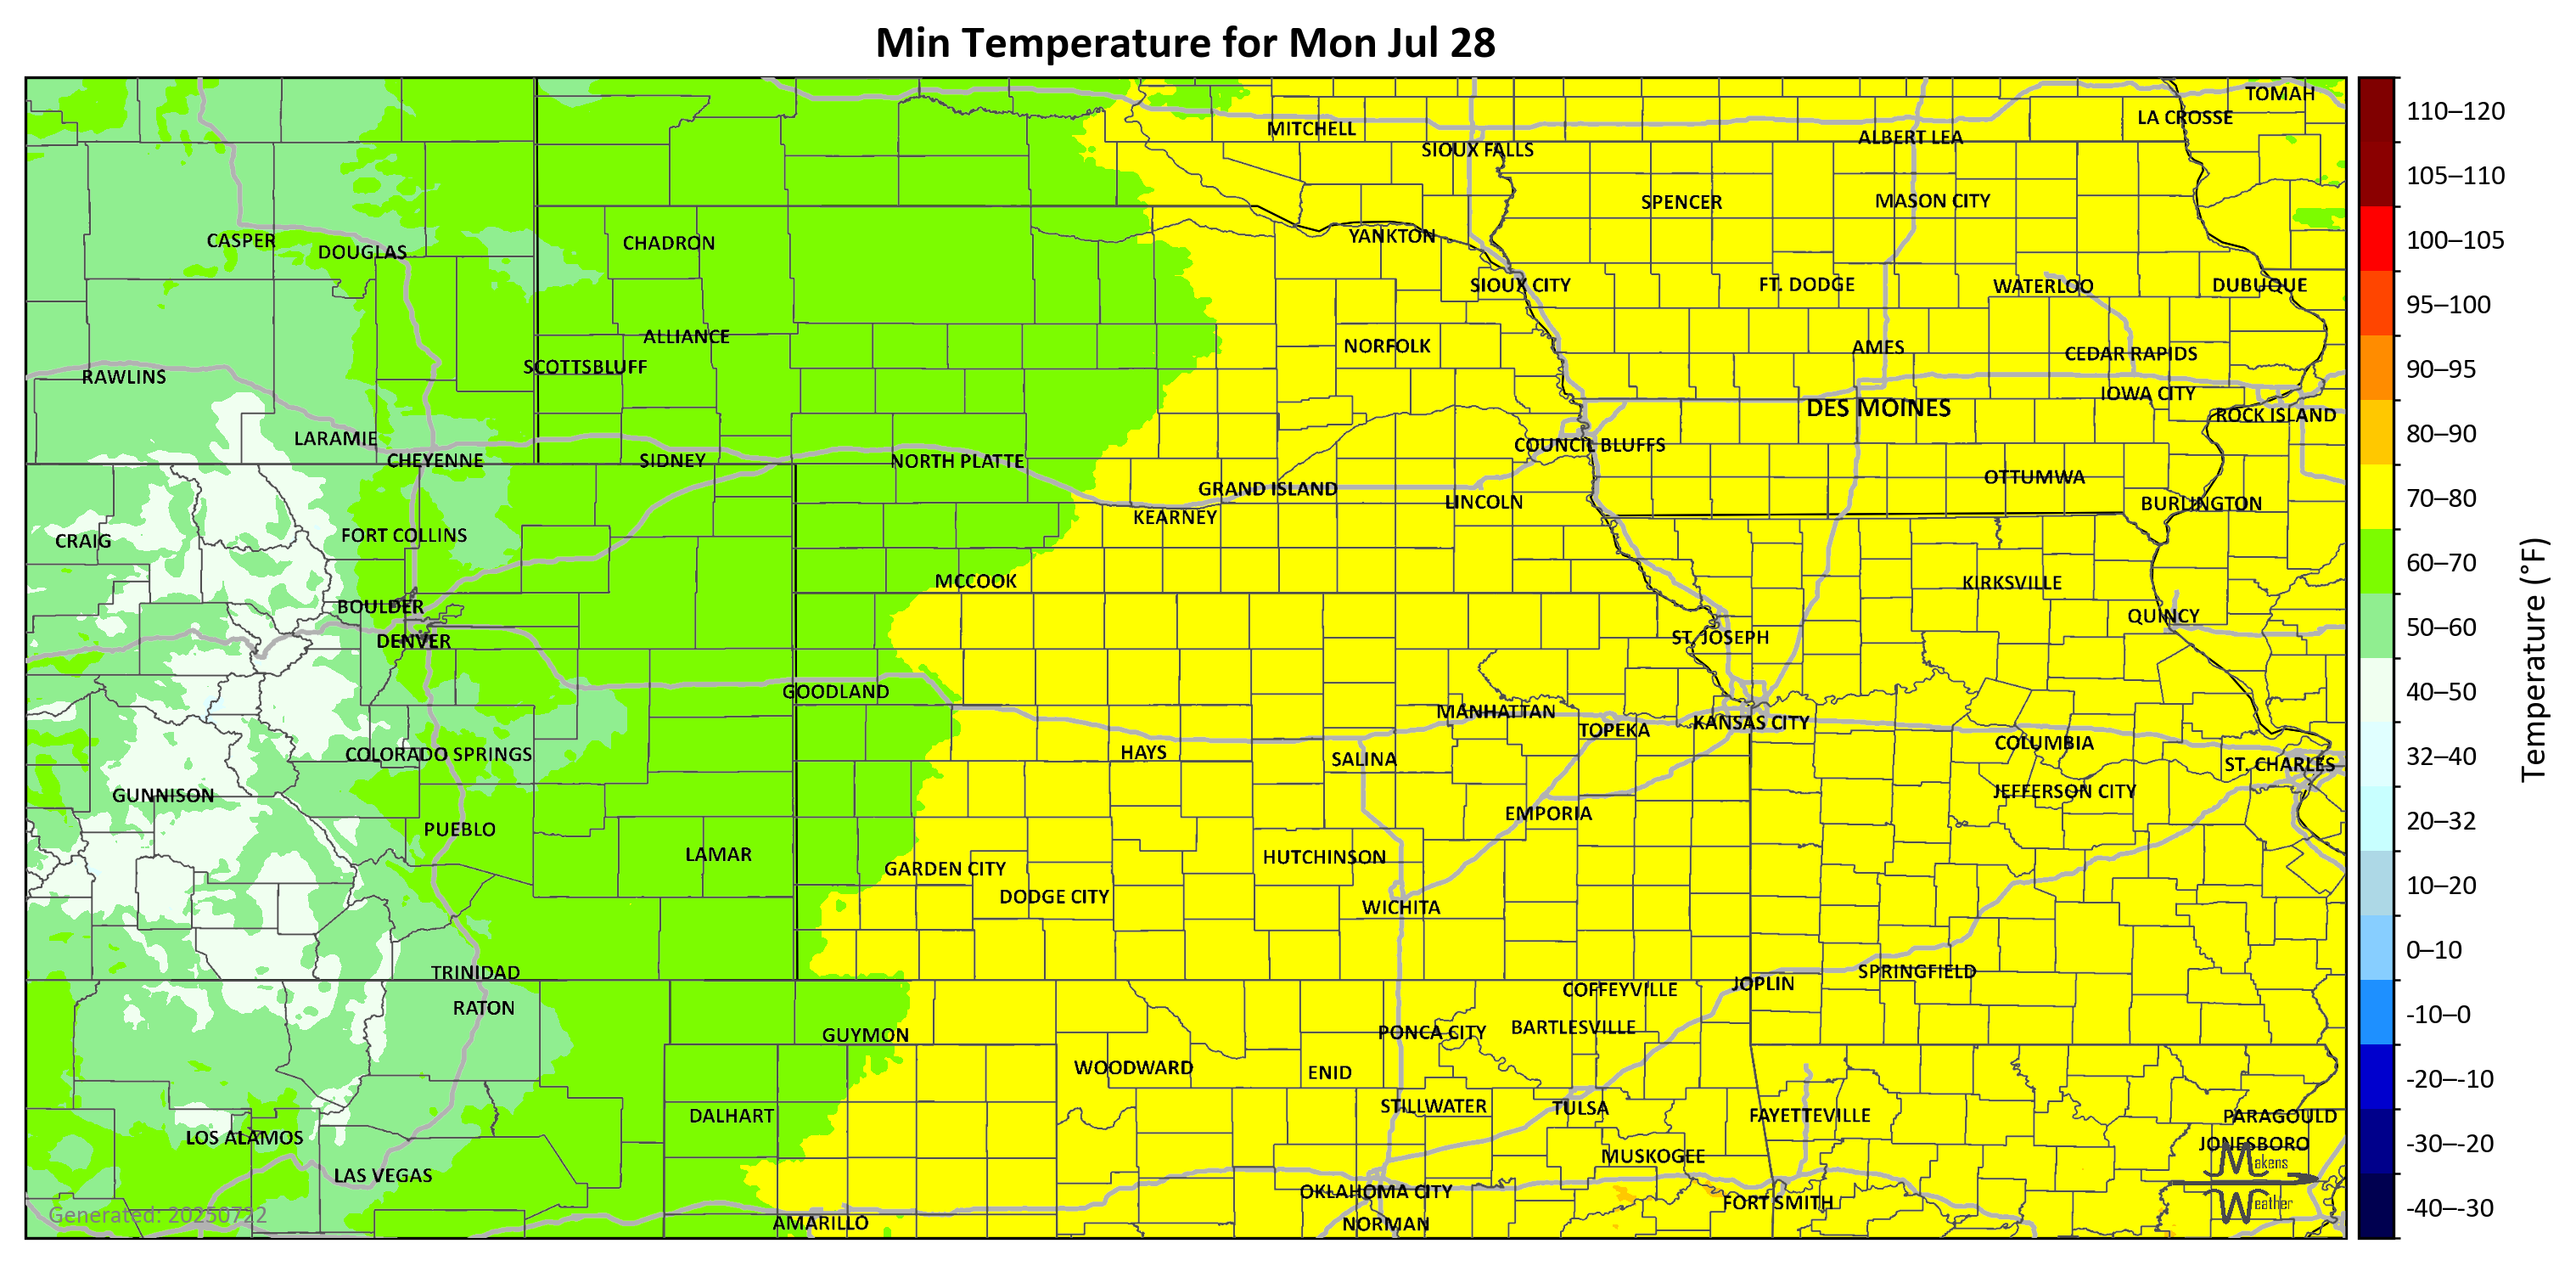 Min Temperature for Mon Jul 28
TOMAH
LA CROSSE
MITCHELL
ALBERT LEA
SIOUX FALLS
SPENCER
MASON CITY
CASPER
DOUGLAS
CHADRON
YANKTON
SIOUX CITY
FT. DODGE
WATERLOO
DUBUQUE
ALLIANCE
NORFOLK
AMES
CEDAR RAPIDS
SCOTTSBLUFF
RAWLINS
IOWA CITY
DES MOINES
ROCK ISLAND
LARAMIE
COUNCIL BLUFFS
CHEYENNE
SIDNEY
NORTH PLATTE
OTTUMWA
GRAND ISLAND
LINCOLN
BURLINGTON
KEARNEY
FORT COLLINS
CRAIG
MCCOOK
KIRKSVILLE
BOULDER
QUINCY
DENVER
ST. JOSEPH
GOODLAND
MANHATTAN
KANSAS CITY
TOPEKA
COLUMBIA
HAYS
COLORADO SPRINGS
SALINA
ST. CHARLES
GUNNISON
JEFFERSON CITY
EMPORIA
PUEBLO
LAMAR
HUTCHINSON
GARDEN CITY
DODGE CITY
WICHITA
TRINIDAD
SPRINGFIELD
JOPLIN
COFFEYVILLE
RATON
GUYMON
PONCA CITY
BARTLESVILLE
WOODWARD
ENID
STILLWATER
TULSA
DALHART
FAYETTEVILLE
PARAGOULD
LOS ALAMOS
JONESBORO
MUSKOGEE
LAS VEGAS
OKLAHOMA CITY
FORT SMITH
AMARILLO
NORMAN
Generated: 20250722
Makens
Weather
110–120
105–110
100–105
95–100
90–95
80–90
70–80
60–70
50–60
40–50
32–40
20–32
10–20
0–10
-10–0
-20–-10
-30–-20
-40–-30
Temperature (°F)